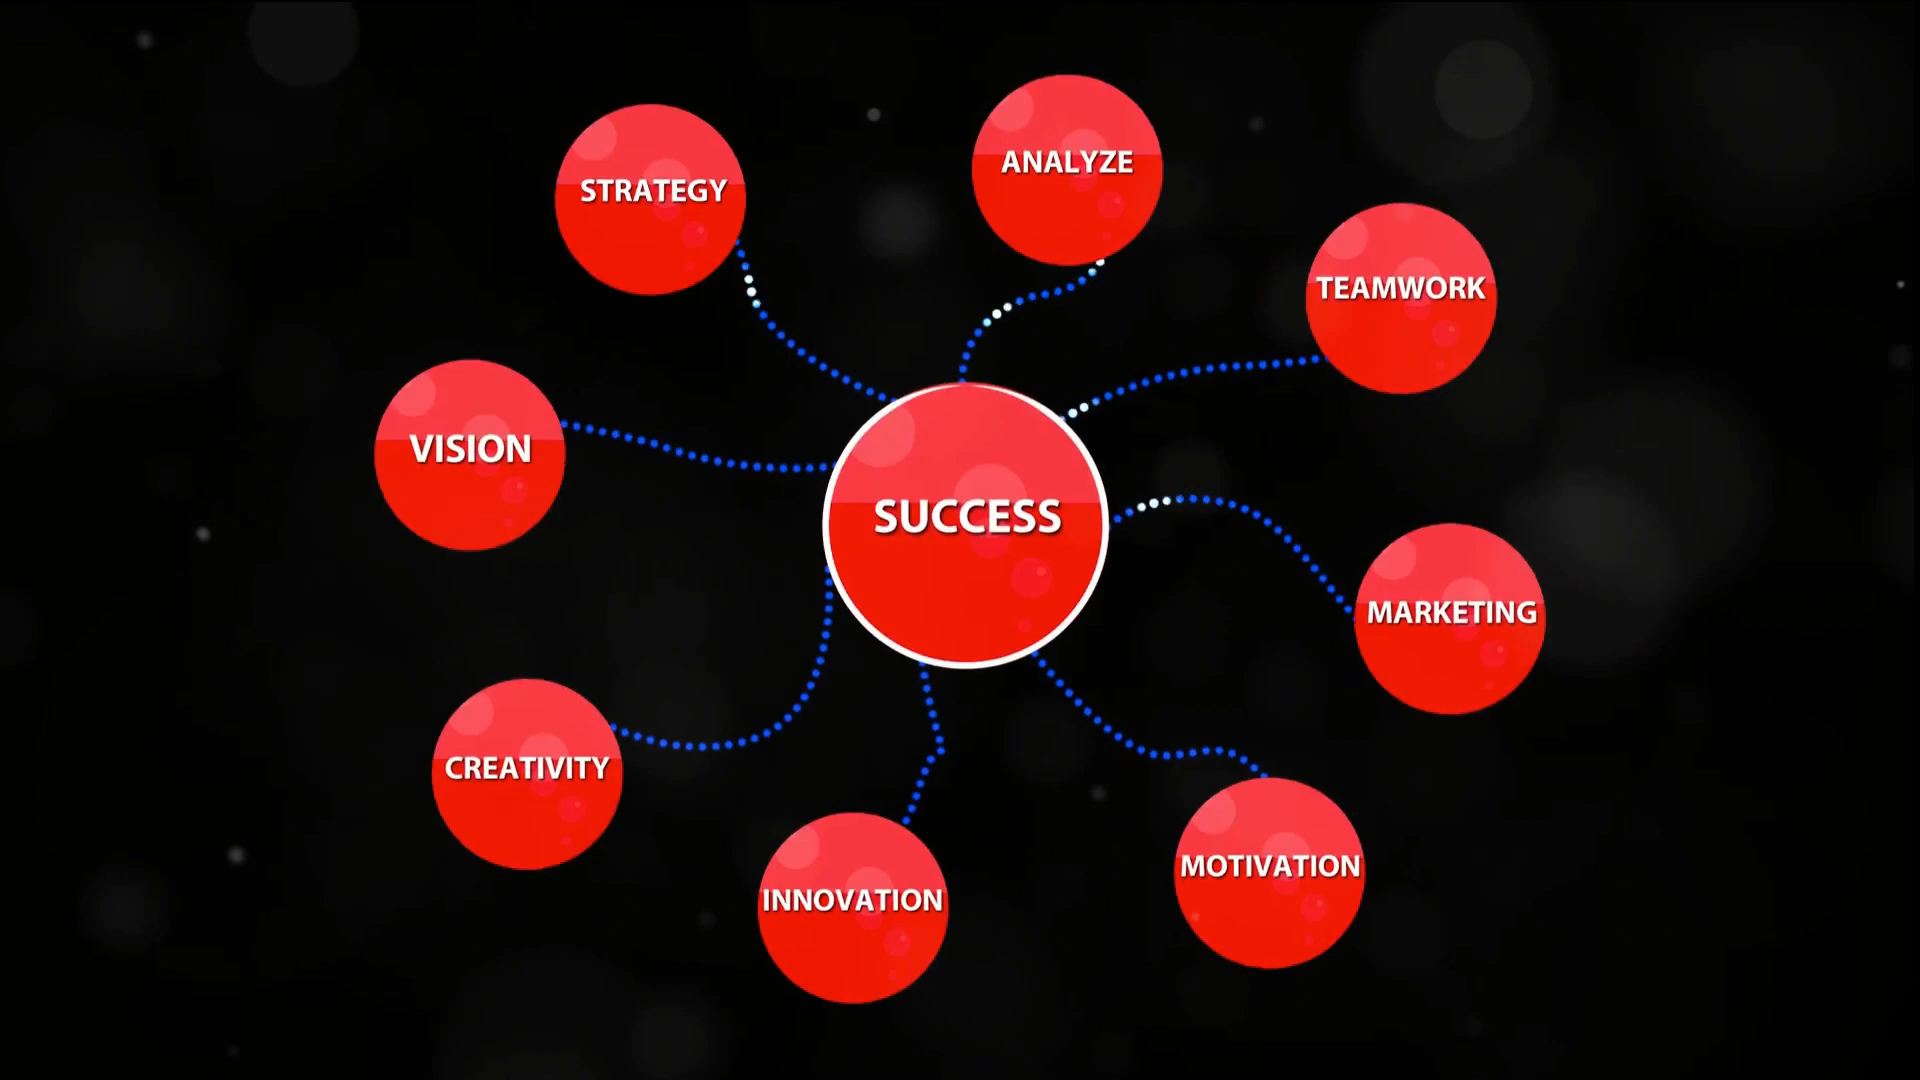 ANALYZE
STRATEGY
TEAMWORK
VISION
SUCCESS
MARKETING
CREATIVITY
MOTIVATION
INNOVATION